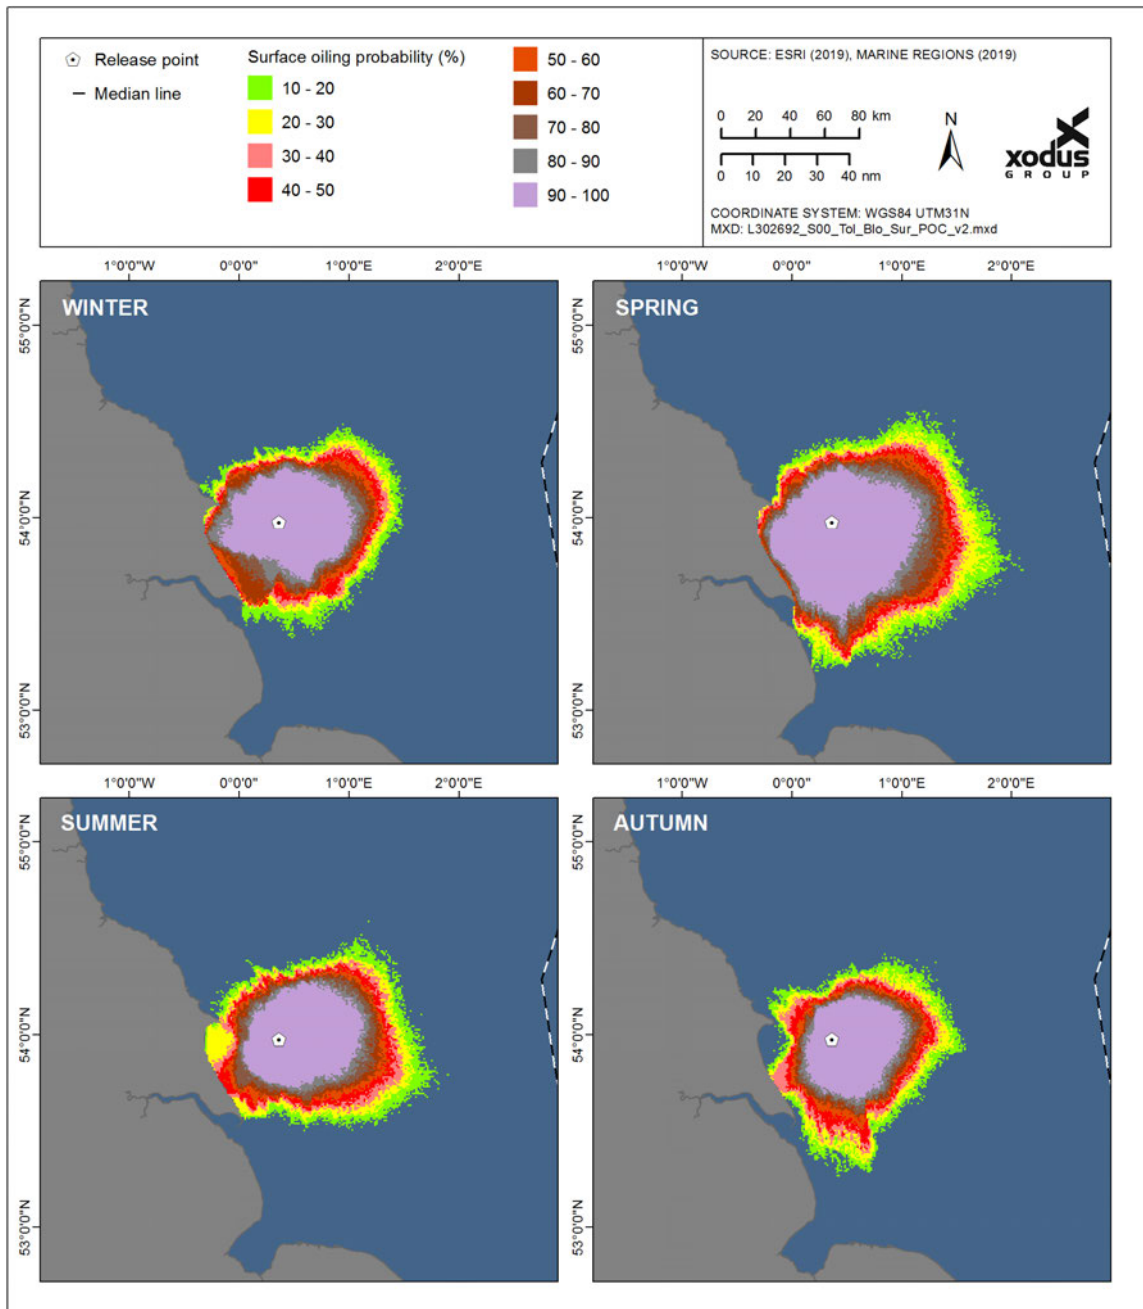 Release point
Median line
Surface oiling probability (%)
10 - 20
20 - 30
30 - 40
40 - 50
50 - 60
60 - 70
70 - 80
80 - 90
90 - 100
SOURCE: ESRI (2019), MARINE REGIONS (2019)
0 20 40 60 80 km
0 10 20 30 40 nm
N
xodus
GROUP
COORDINATE SYSTEM: WGS84 UTM31N
MXD: L302692_S00_Tol_Blo_Sur_POC_v2.mxd
1°0'0"W 0°0'0" 1°0'0"E 2°0'0"E
WINTER
55°0'0"N
54°0'0"N
53°0'0"N
1°0'0"W 0°0'0" 1°0'0"E 2°0'0"E
SPRING
55°0'0"N
54°0'0"N
53°0'0"N
1°0'0"W 0°0'0" 1°0'0"E 2°0'0"E
SUMMER
55°0'0"N
54°0'0"N
53°0'0"N
1°0'0"W 0°0'0" 1°0'0"E 2°0'0"E
AUTUMN
55°0'0"N
54°0'0"N
53°0'0"N